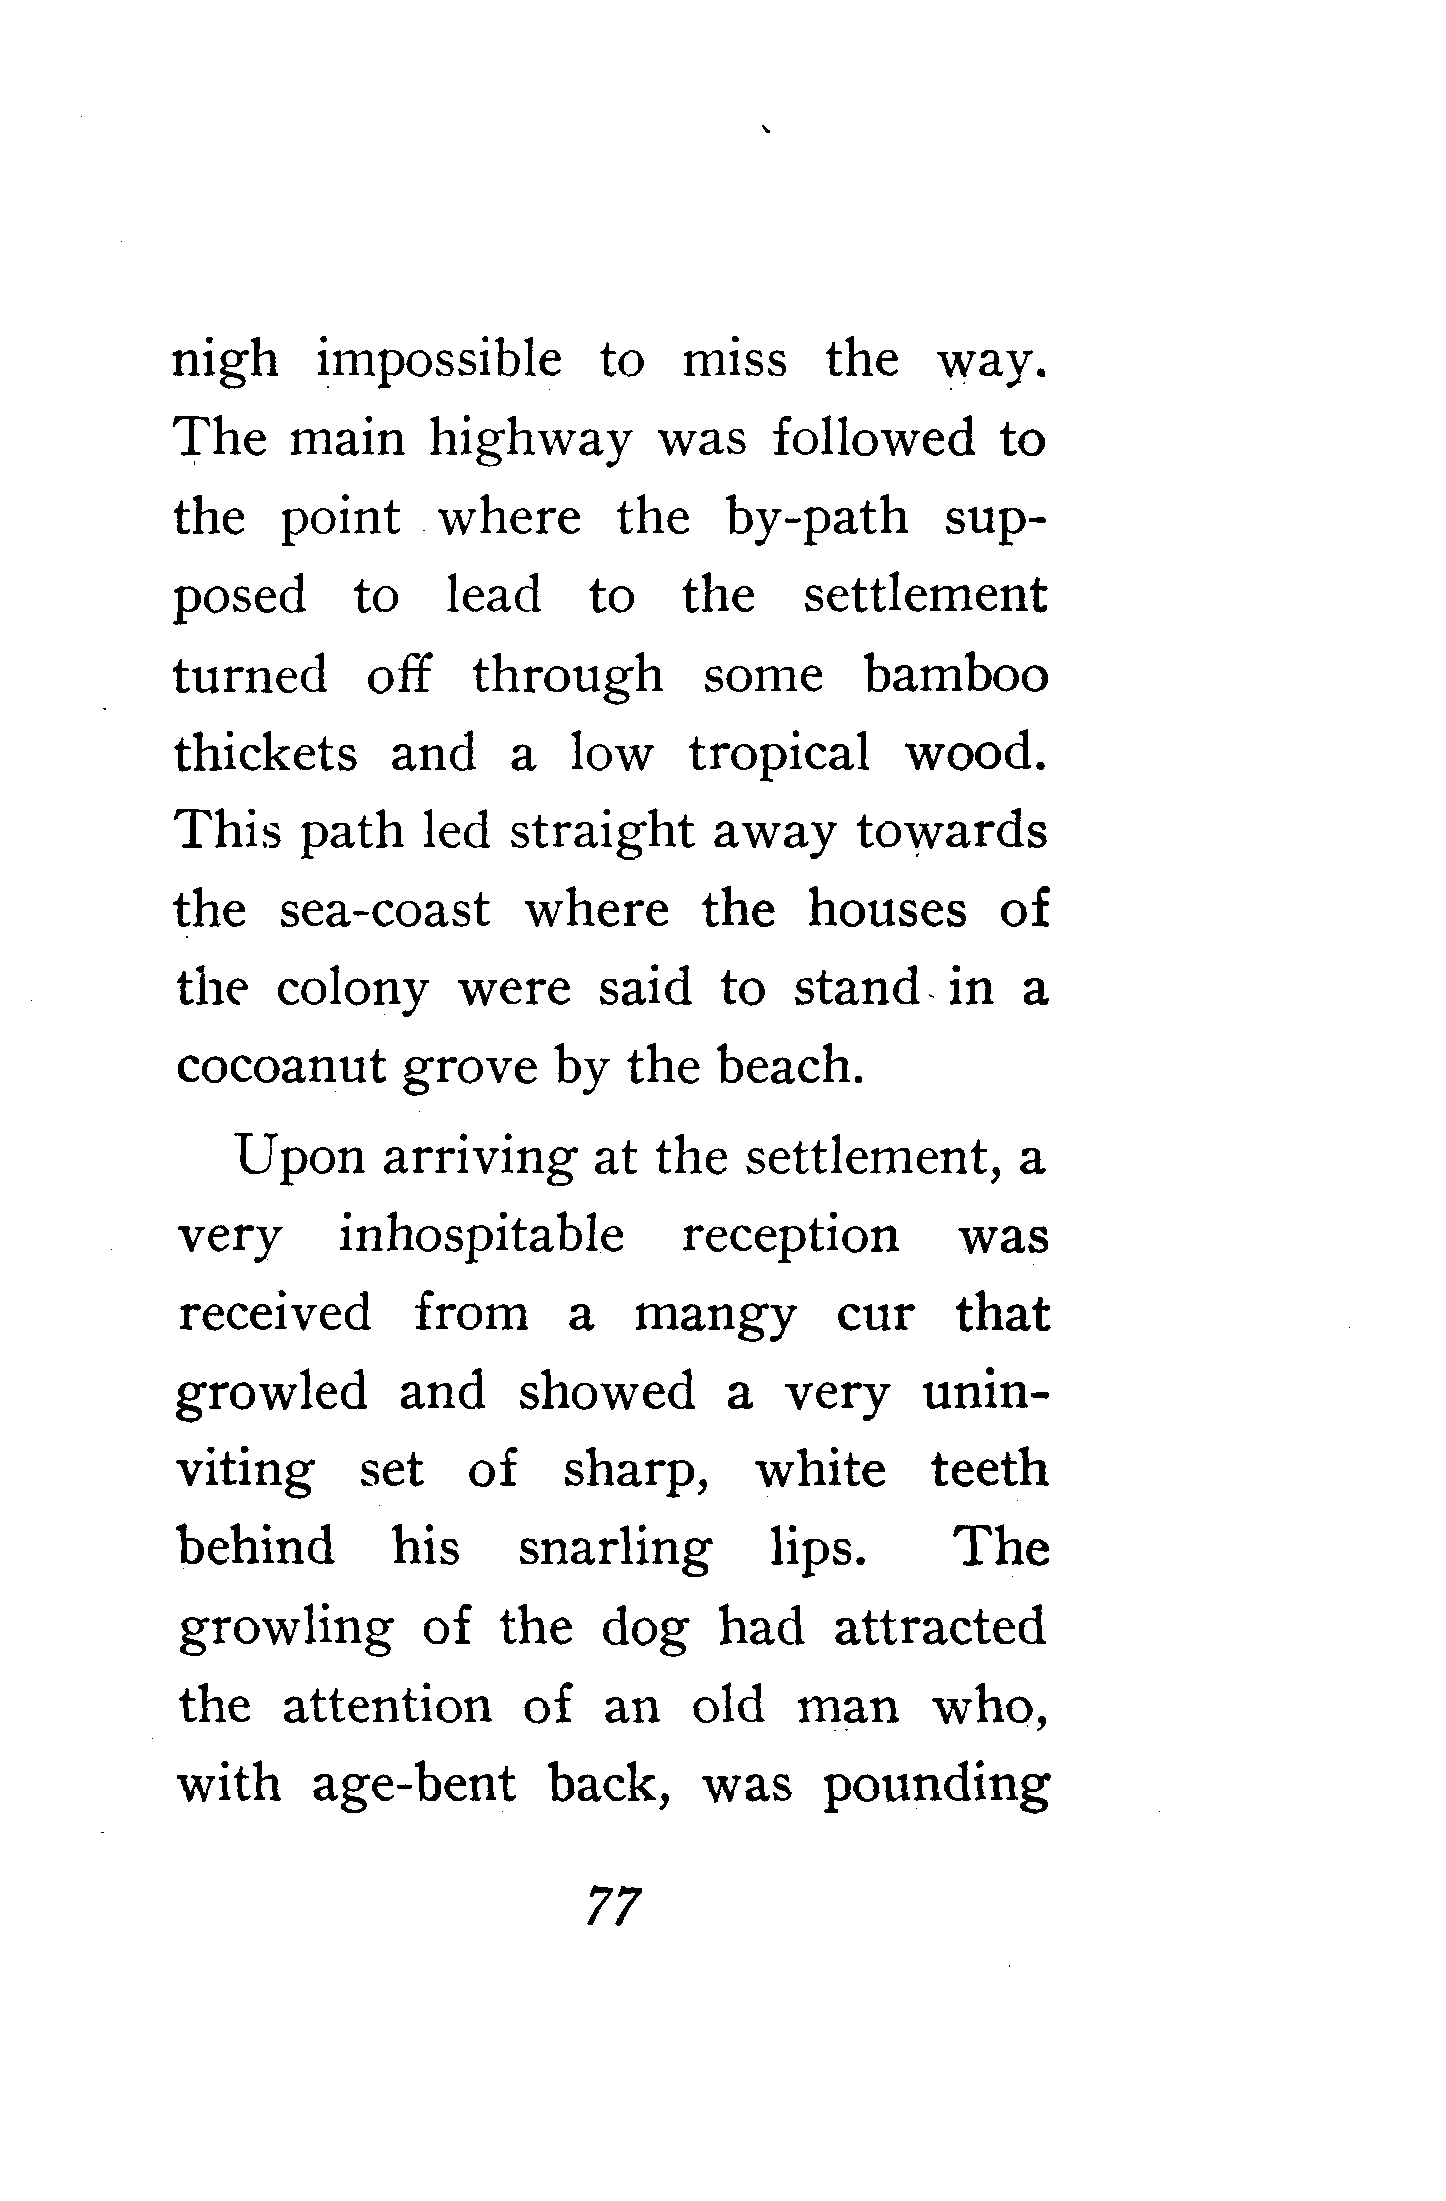 nigh impossible to miss the way.
The main highway was followed to
the point where the by-path sup-
posed to lead to the settlement
turned off through some bamboo
thickets and a low tropical wood.
This path led straight away towards
the sea-coast where the houses of
the colony were said to stand in a
cocoanut grove by the beach.
Upon arriving at the settlement, a
very inhospitable reception was
received from a mangy cur that
growled and showed a very unin-
viting set of sharp, white teeth
behind his snarling lips. The
growling of the dog had attracted
the attention of an old man who,
with age-bent back, was pounding
77